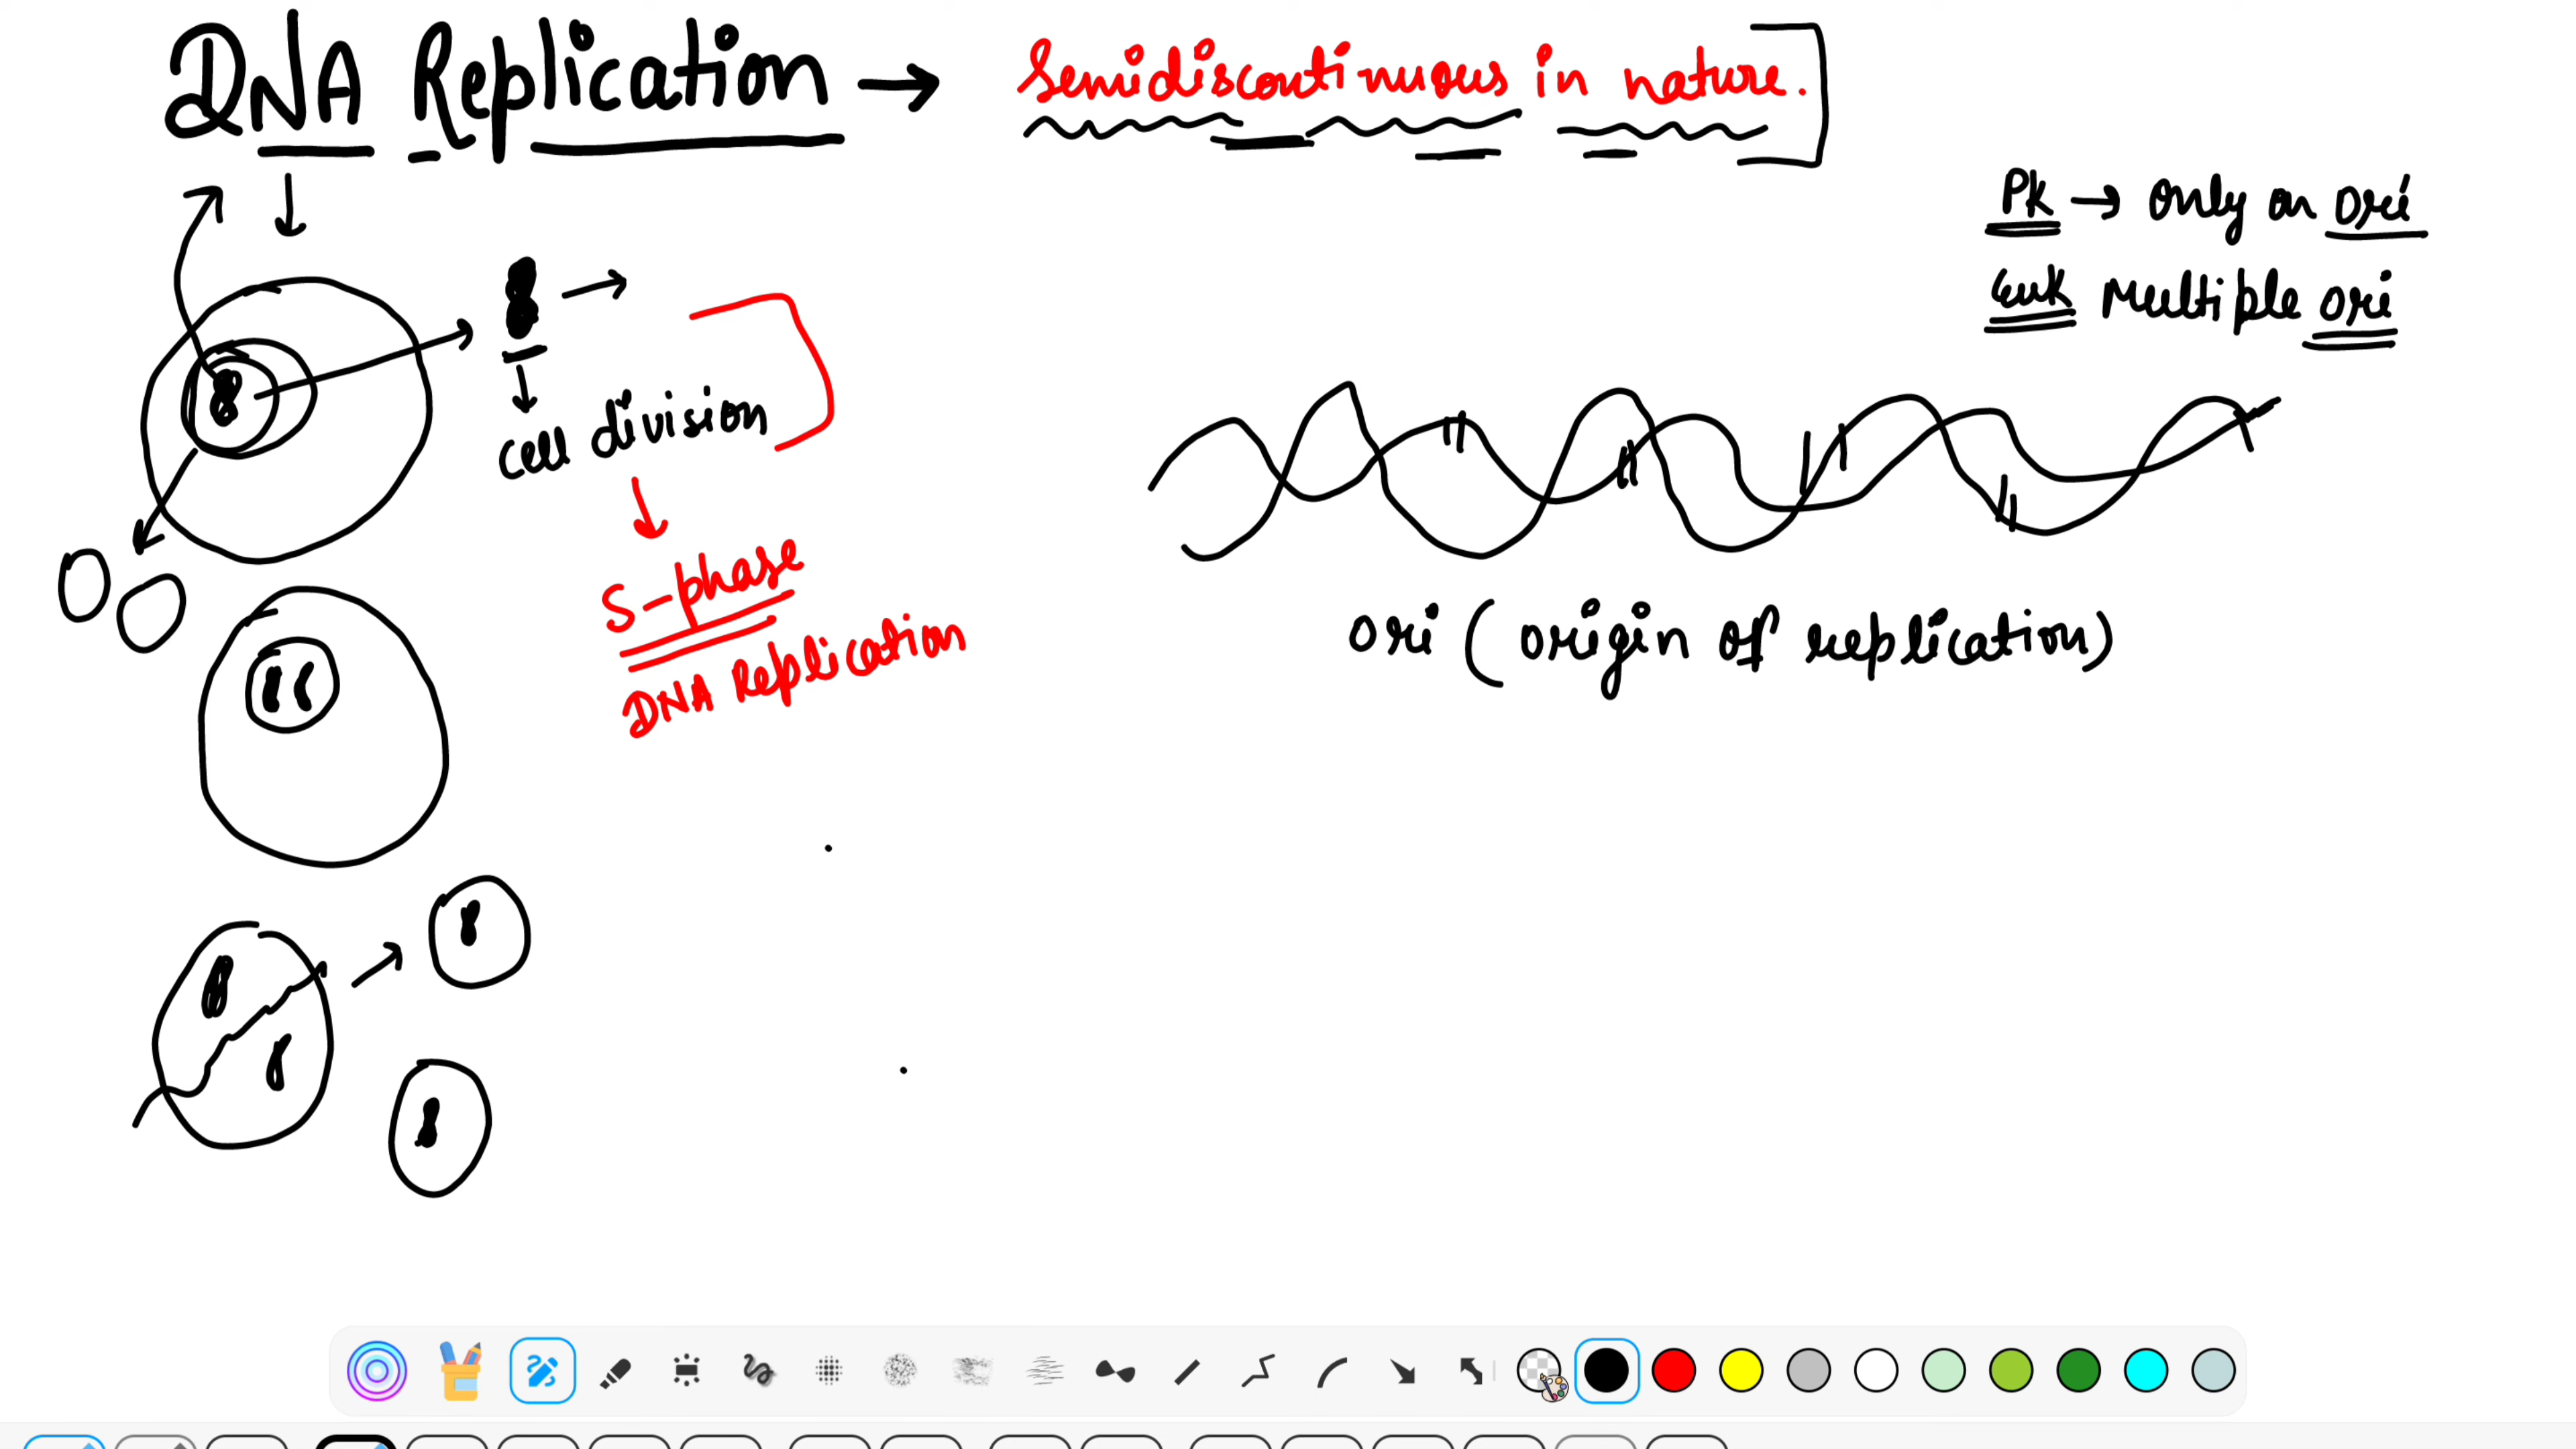 DNA Replication → Semidiscontinuous in nature.
PK → only on ori
Euk Multiple ori
cell division
S-phase
DNA Replication
ori (origin of replication)